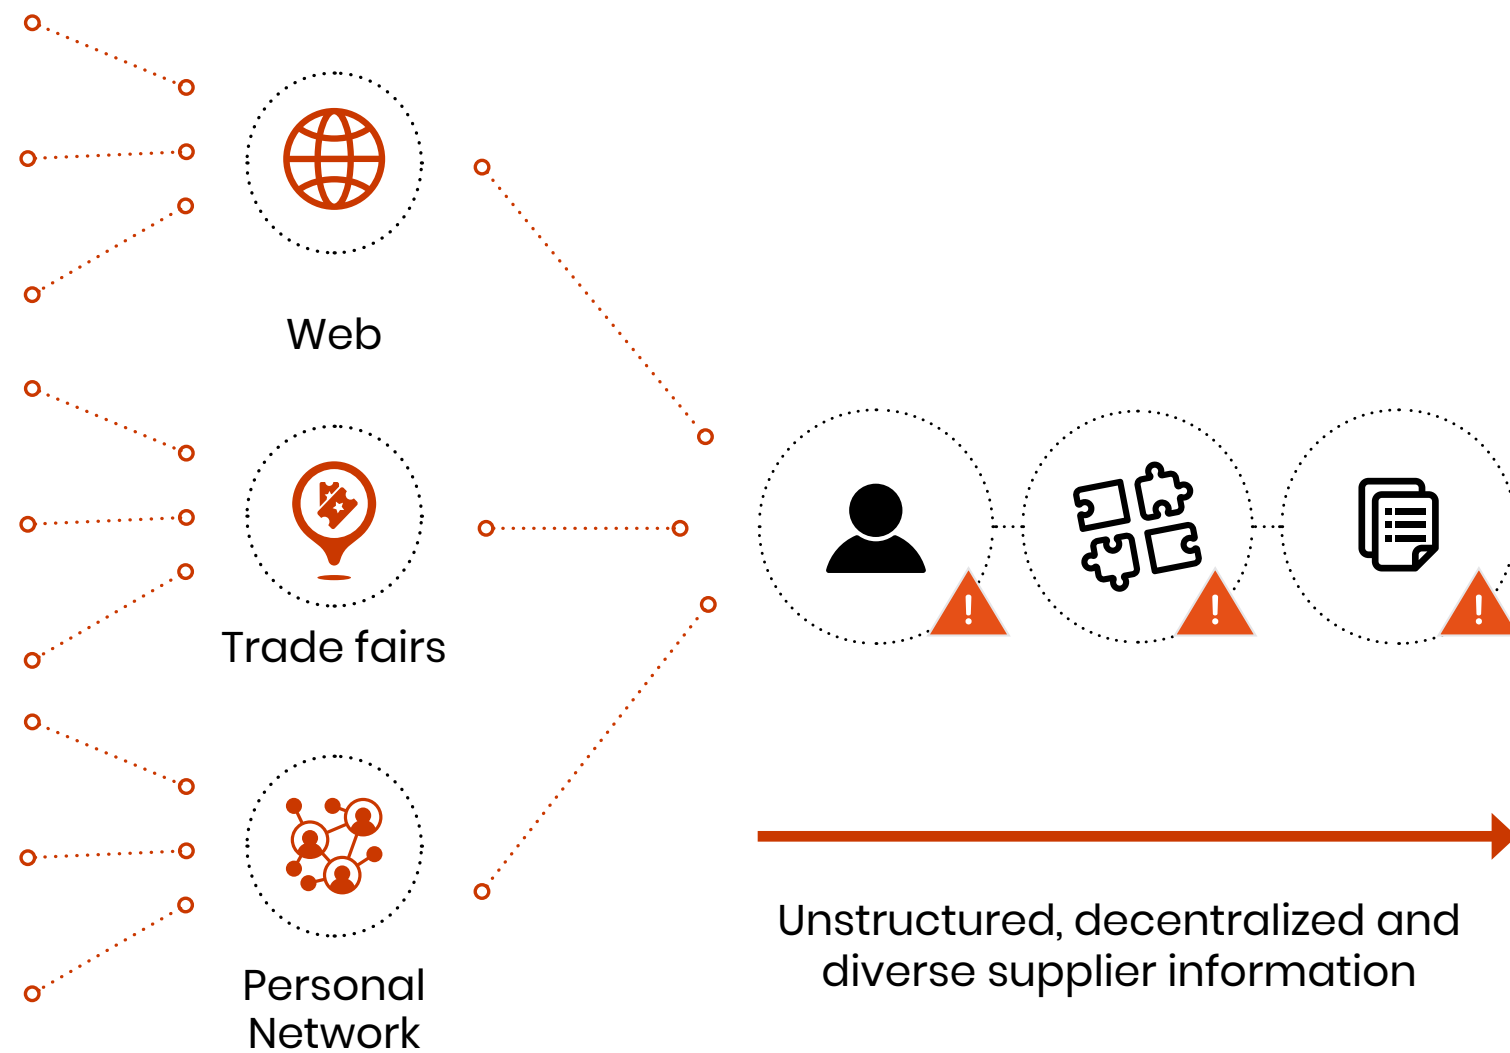 Web
Trade fairs
Personal
Network
Unstructured, decentralized and
diverse supplier information